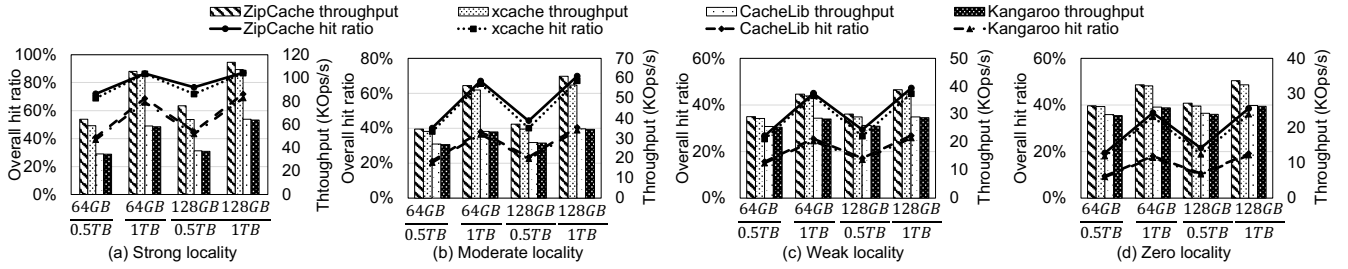 ZipCache throughput xcache throughput CacheLib throughput Kangaroo throughput
ZipCache hit ratio xcache hit ratio CacheLib hit ratio Kangaroo hit ratio
Overall hit ratio
100%
80%
60%
40%
20%
0%
120
100
80
60
40
20
0
Thtoughput (KOps/s)
64GB 64GB 128GB 128GB
0.5TB 1TB 0.5TB 1TB
(a) Strong locality
Overall hit ratio
80%
60%
40%
20%
0%
70
60
50
40
30
20
10
0
Throughput (KOps/s)
64GB 64GB 128GB 128GB
0.5TB 1TB 0.5TB 1TB
(b) Moderate locality
Overall hit ratio
60%
40%
20%
0%
50
40
30
20
10
0
Throughput (KOps/s)
64GB 64GB 128GB 128GB
0.5TB 1TB 0.5TB 1TB
(c) Weak locality
Overall hit ratio
60%
40%
20%
0%
40
30
20
10
0
Throughput (KOps/s)
64GB 64GB 128GB 128GB
0.5TB 1TB 0.5TB 1TB
(d) Zero locality